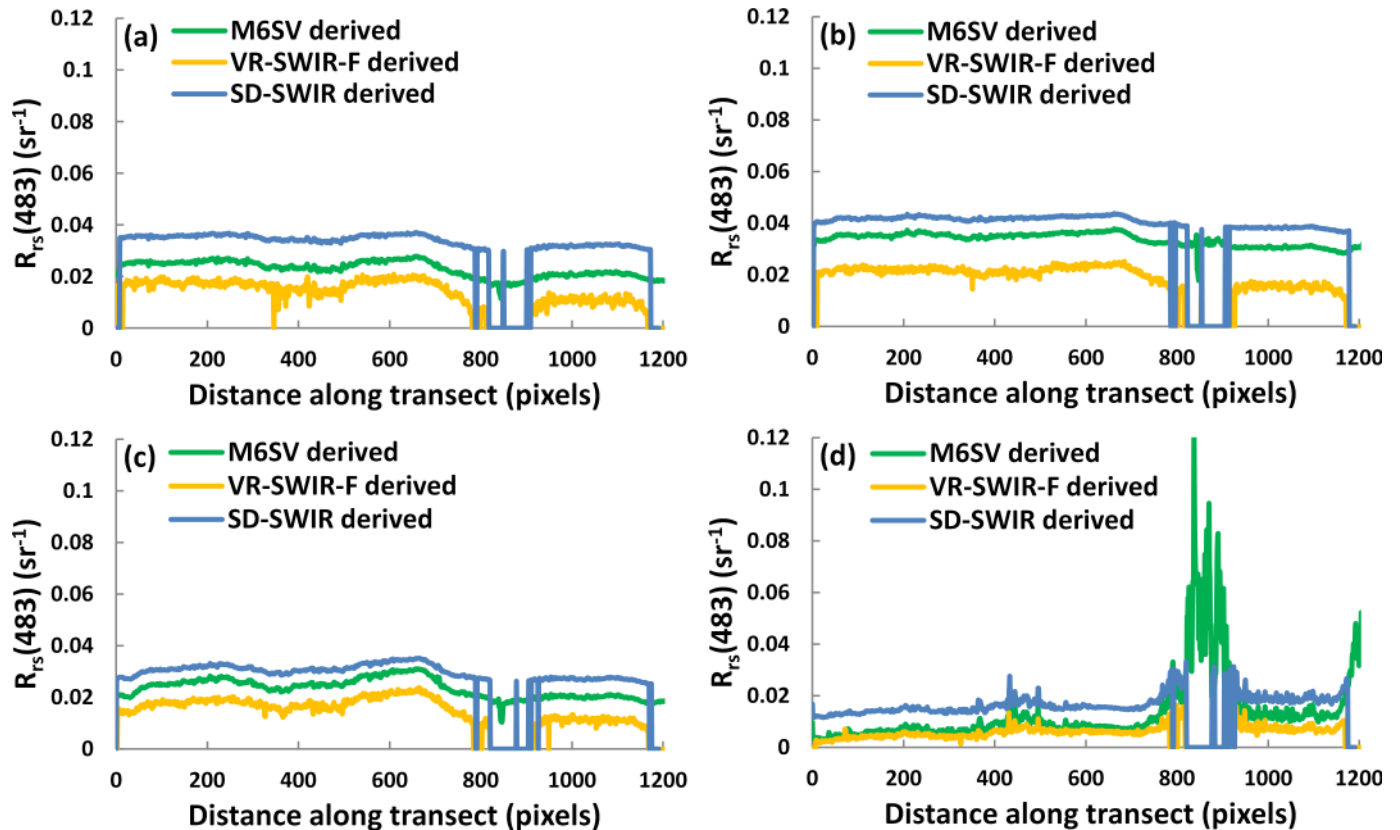 (a)
M6SV derived
VR-SWIR-F derived
SD-SWIR derived
0.12
0.1
0.08
0.06
0.04
0.02
0
Rrs(483) (sr-1)
0 200 400 600 800 1000 1200
Distance along transect (pixels)
(b)
M6SV derived
VR-SWIR-F derived
SD-SWIR derived
0.12
0.1
0.08
0.06
0.04
0.02
0
Rrs(483) (sr-1)
0 200 400 600 800 1000 1200
Distance along transect (pixels)
(c)
M6SV derived
VR-SWIR-F derived
SD-SWIR derived
0.12
0.1
0.08
0.06
0.04
0.02
0
Rrs(483) (sr-1)
0 200 400 600 800 1000 1200
Distance along transect (pixels)
(d)
M6SV derived
VR-SWIR-F derived
SD-SWIR derived
0.12
0.1
0.08
0.06
0.04
0.02
0
Rrs(483) (sr-1)
0 200 400 600 800 1000 1200
Distance along transect (pixels)